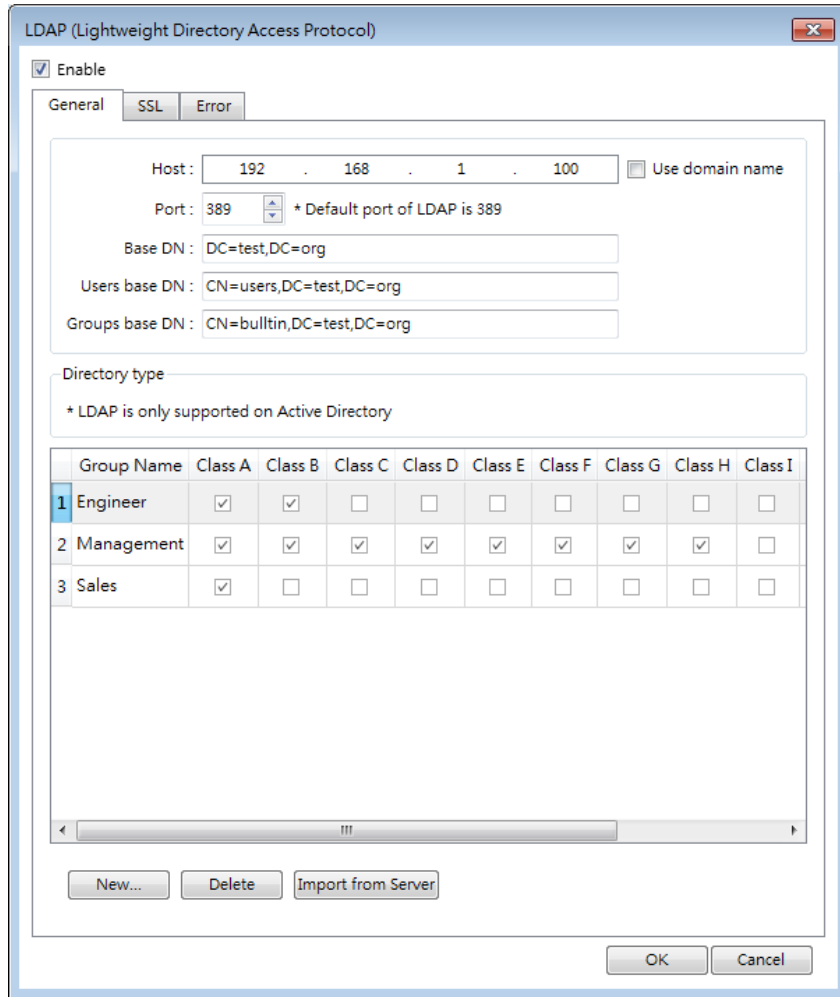 LDAP (Lightweight Directory Access Protocol)
Enable
General SSL Error
Host : 192 . 168 . 1 . 100 Use domain name
Port : 389 * Default port of LDAP is 389
Base DN : DC=test,DC=org
Users base DN : CN=users,DC=test,DC=org
Groups base DN : CN=bulltin,DC=test,DC=org
Directory type
* LDAP is only supported on Active Directory
Group Name Class A Class B Class C Class D Class E Class F Class G Class H Class I
1 Engineer
2 Management
3 Sales
New... Delete Import from Server
OK Cancel